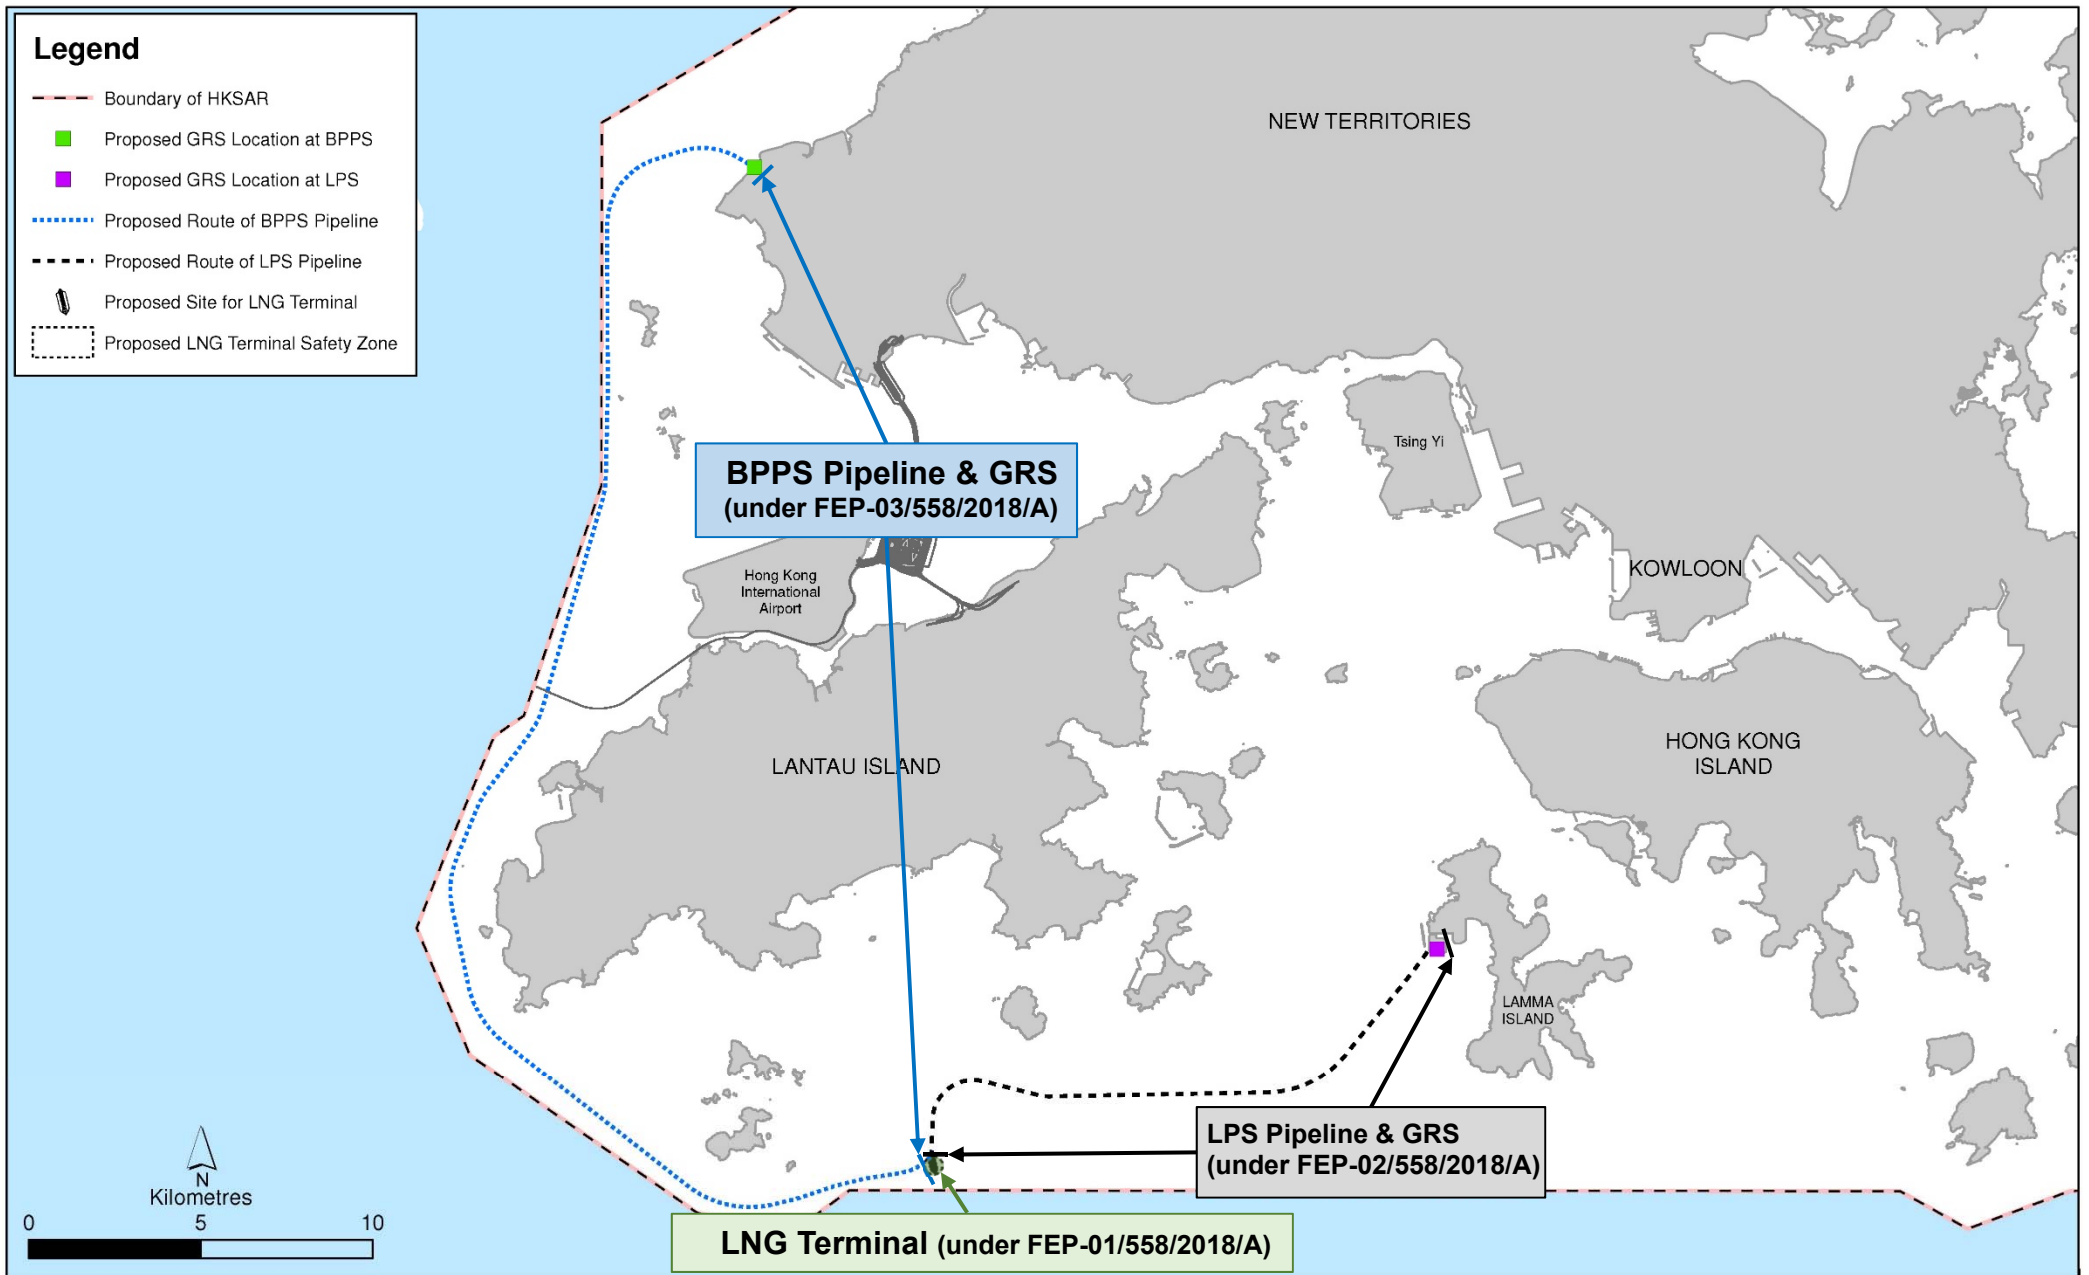 Legend
Boundary of HKSAR
Proposed GRS Location at BPPS
Proposed GRS Location at LPS
Proposed Route of BPPS Pipeline
Proposed Route of LPS Pipeline
Proposed Site for LNG Terminal
Proposed LNG Terminal Safety Zone
NEW TERRITORIES
Tsing Yi
BPPS Pipeline & GRS
(under FEP-03/558/2018/A)
Hong Kong
International
Airport
KOWLOON
LANTAU ISLAND
HONG KONG
ISLAND
LAMMA
ISLAND
LPS Pipeline & GRS
(under FEP-02/558/2018/A)
N
Kilometres
0 5 10
LNG Terminal (under FEP-01/558/2018/A)